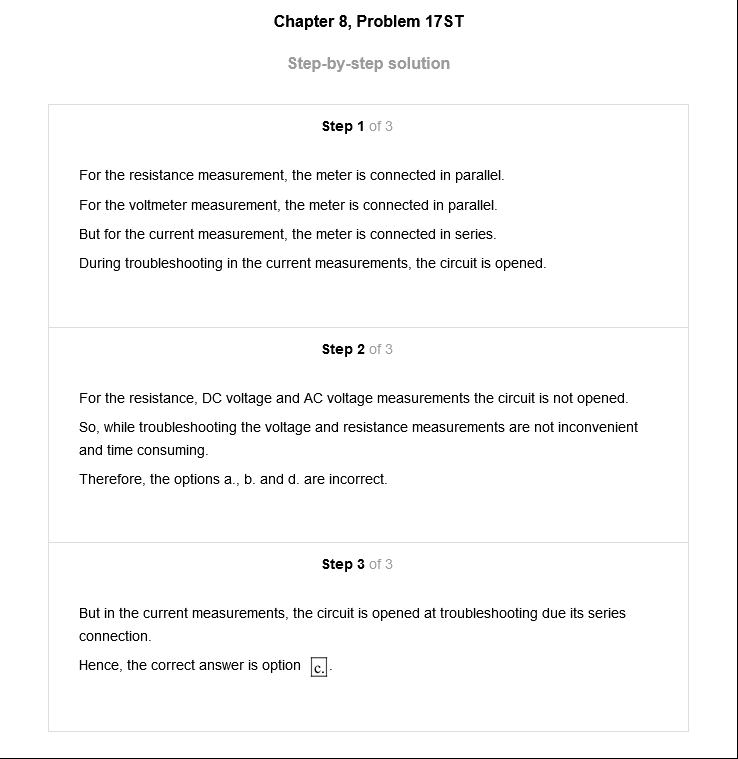 Chapter 8, Problem 17ST
Step-by-step solution
Step 1 of 3
For the resistance measurement, the meter is connected in parallel.
For the voltmeter measurement, the meter is connected in parallel.
But for the current measurement, the meter is connected in series.
During troubleshooting in the current measurements, the circuit is opened.
Step 2 of 3
For the resistance, DC voltage and AC voltage measurements the circuit is not opened.
So, while troubleshooting the voltage and resistance measurements are not inconvenient
and time consuming.
Therefore, the options a., b. and d. are incorrect.
Step 3 of 3
But in the current measurements, the circuit is opened at troubleshooting due its series
connection.
Hence, the correct answer is option c..